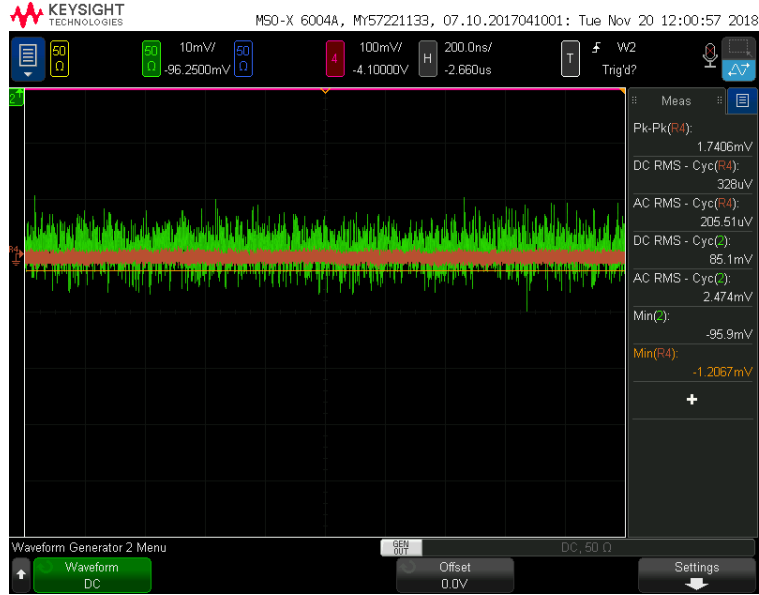 KEYSIGHT
TECHNOLOGIES
MSO-X 6004A, MY57221133, 07.10.2017041001: Tue Nov 20 12:00:57 2018
50 Ω
50 Ω
10mV/
-96.2500mV
50 Ω
4
100mV/
-4.10000V
H
200.0ns/
-2.660us
T
W2
Trig'd?
2
R4
Meas
Pk-Pk(R4):
1.7406mV
DC RMS - Cyc(R4):
328uV
AC RMS - Cyc(R4):
205.51uV
DC RMS - Cyc(2):
85.1mV
AC RMS - Cyc(2):
2.474mV
Min(2):
-95.9mV
Min(R4):
-1.2067mV
+
Waveform Generator 2 Menu
GEN OUT
DC, 50 Ω
Waveform
DC
Offset
0.0V
Settings